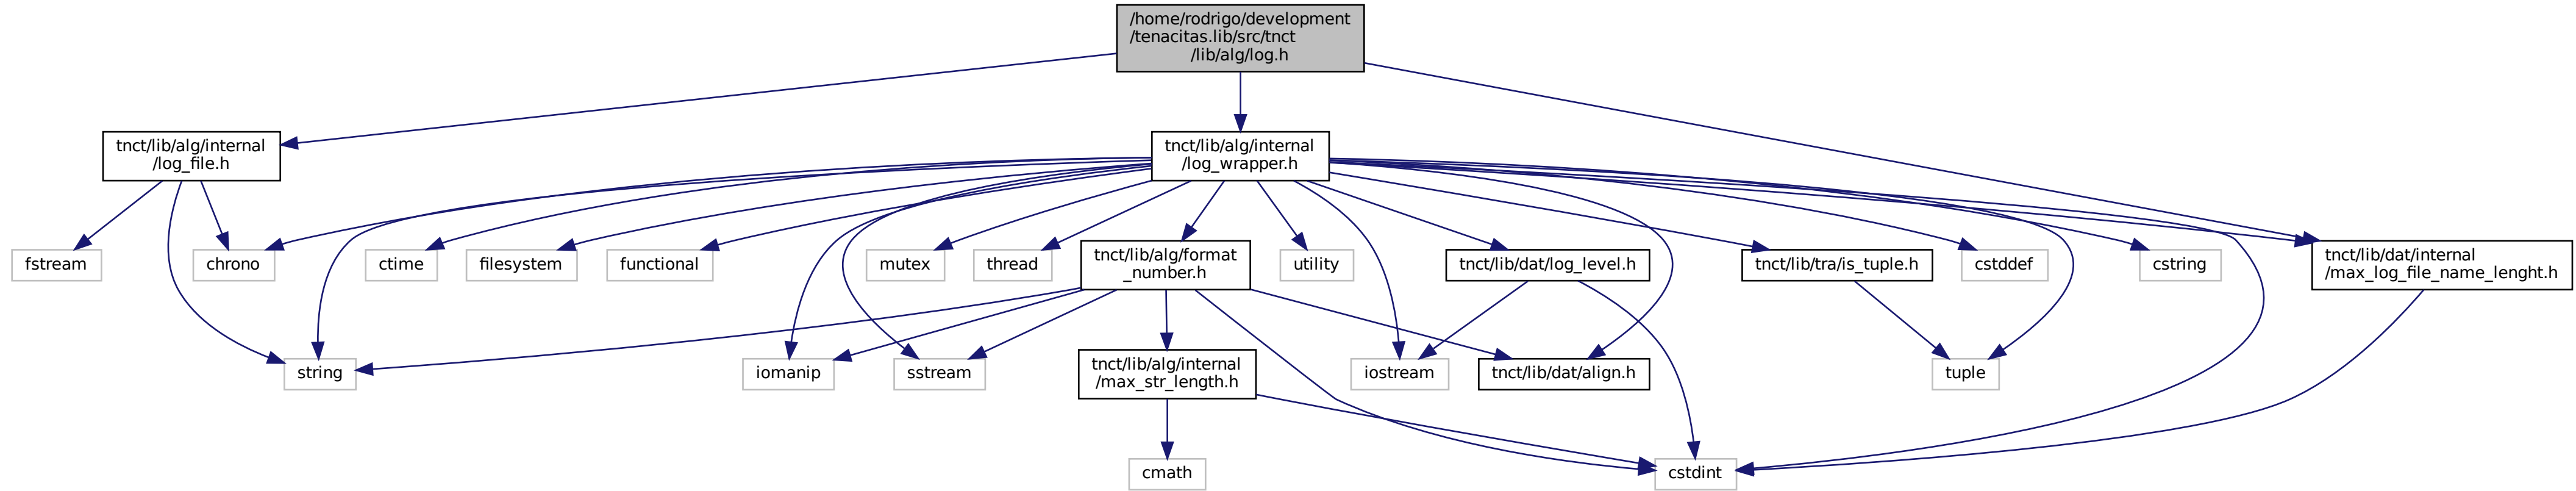 /home/rodrigo/development
/tenacitas.lib/src/tnct
/lib/alg/log.h
tnct/lib/alg/internal
/log_file.h
tnct/lib/alg/internal
/log_wrapper.h
fstream
chrono
ctime
filesystem
functional
mutex
thread
tnct/lib/alg/format
_number.h
utility
tnct/lib/dat/log_level.h
tnct/lib/tra/is_tuple.h
cstddef
cstring
tnct/lib/dat/internal
/max_log_file_name_lenght.h
string
iomanip
sstream
tnct/lib/alg/internal
/max_str_length.h
iostream
tnct/lib/dat/align.h
tuple
cmath
cstdint